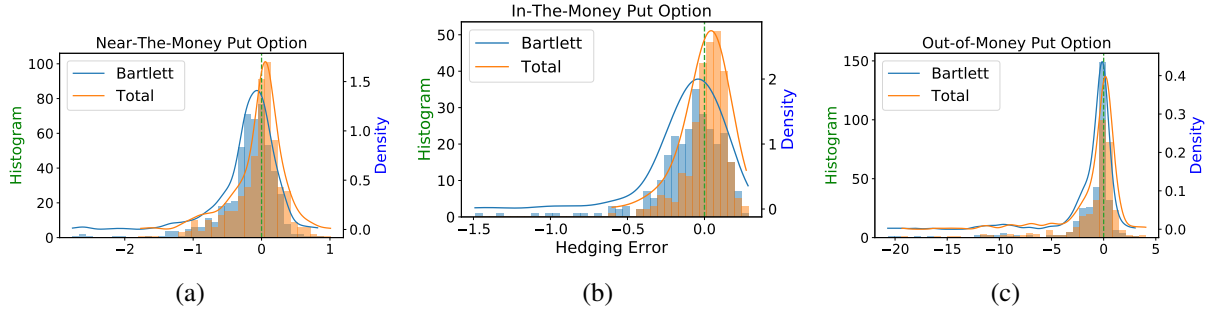 Near-The-Money Put Option
Bartlett
Total
Histogram
Density
100
80
60
40
20
0
1.5
1.0
0.5
0.0
−2
−1
0
1
(a)
In-The-Money Put Option
Bartlett
Total
Histogram
Density
50
40
30
20
10
0
2
1
0
−1.5
−1.0
−0.5
0.0
Hedging Error
(b)
Out-of-Money Put Option
Bartlett
Total
Histogram
Density
150
100
50
0
0.4
0.3
0.2
0.1
0.0
−20
−15
−10
−5
0
5
(c)